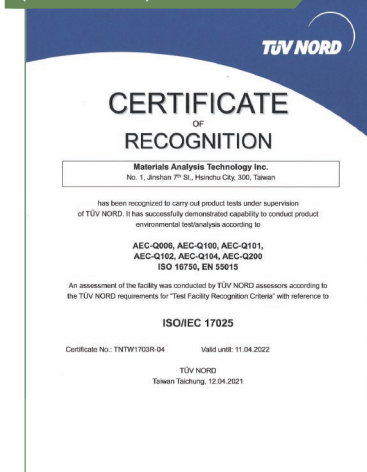 TÜV NORD
CERTIFICATE
OF
RECOGNITION
Materials Analysis Technology Inc.
No. 1, Jinshan 7th St., Hsinchu City, 300, Taiwan
has been recognized to carry out product tests under supervision
of TÜV NORD. It has successfully demonstrated capability to conduct product
environmental test/analysis according to
AEC-Q006, AEC-Q100, AEC-Q101,
AEC-Q102, AEC-Q104, AEC-Q200
ISO 16750, EN 55015
An assessment of the facility was conducted by TÜV NORD assessors according to
the TÜV NORD requirements for "Test Facility Recognition Criteria" with reference to
ISO/IEC 17025
Certificate No.: TNTW1703R-04 Valid until: 11.04.2022
TÜV NORD
Taiwan Taichung, 12.04.2021